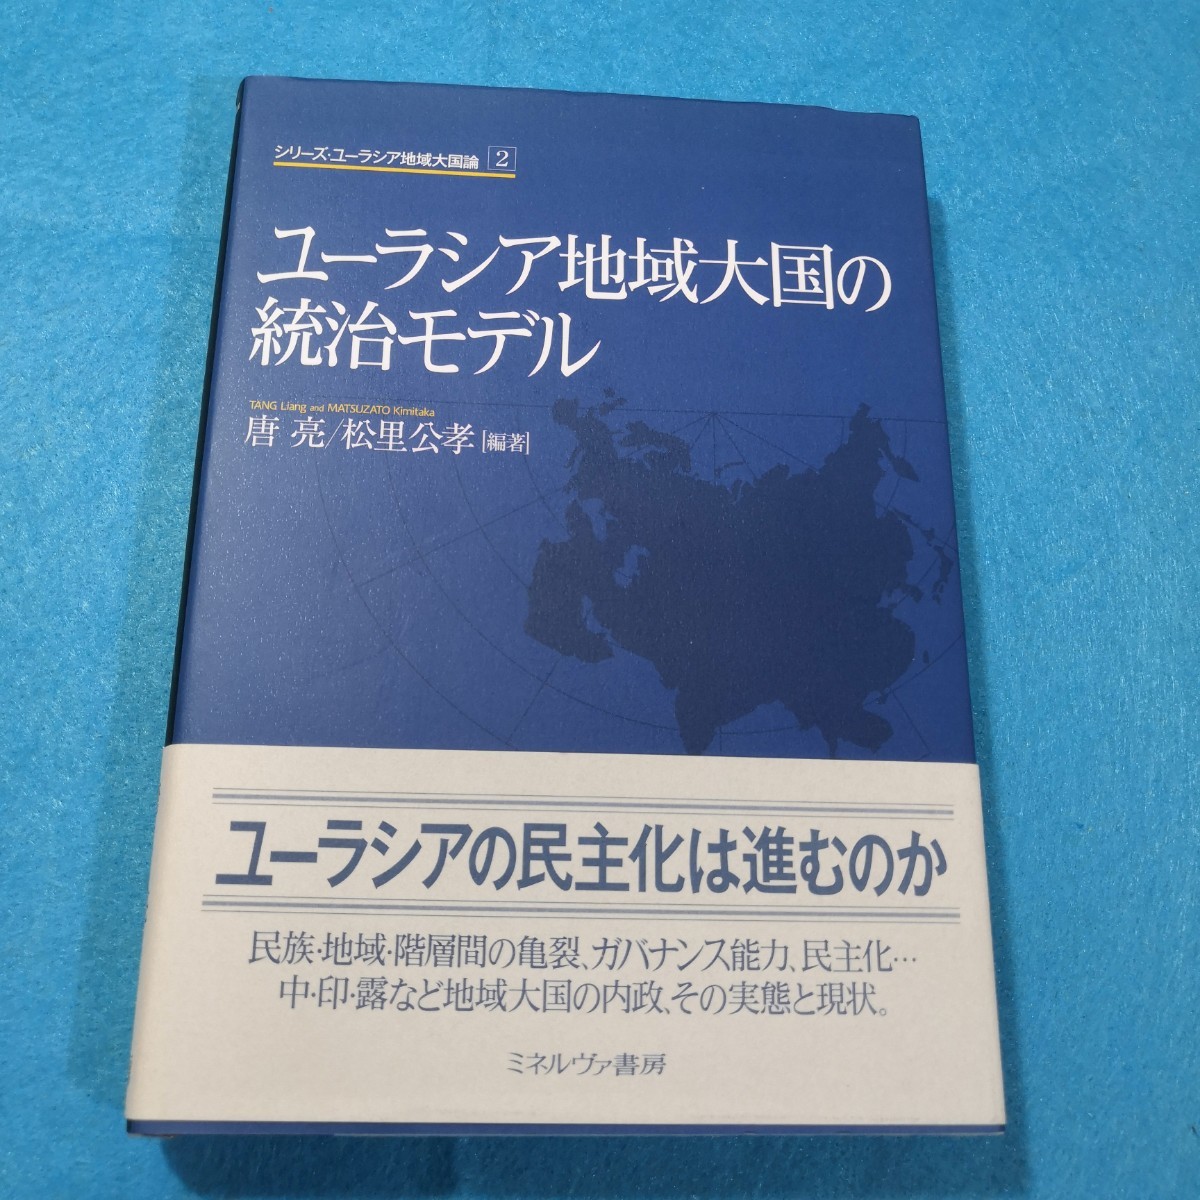 シリーズ・ユーラシア地域大国論 2
ユーラシア地域大国の
統治モデル
TANG Liang and MATSUZATO Kimitaka
唐 亮/松里公孝[編著]
ユーラシアの民主化は進むのか
民族・地域・階層間の亀裂、ガバナンス能力、民主化…
中・印・露など地域大国の内政、その実態と現状。
ミネルヴァ書房